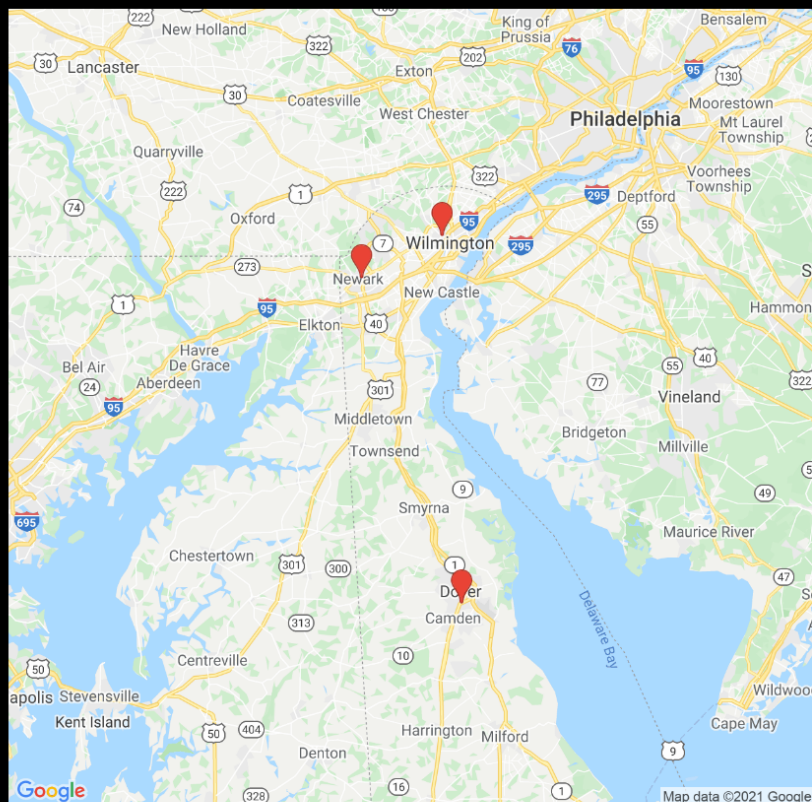 222
New Holland
King of
Prussia
Bensalem
322
76
202
95
30
Lancaster
Exton
130
30
Coatesville
West Chester
Moorestown
Philadelphia
Mt Laurel
Township
Quarryville
322
Voorhees
Township
222
1
295
Deptford
74
Oxford
55
95
7
Wilmington
295
273
Newark
New Castle
1
95
Hammon
Elkton
40
Havre
De Grace
40
Bel Air
55
24
Aberdeen
77
322
301
Vineland
95
Middletown
Bridgeton
Millville
Townsend
9
49
Smyrna
695
Maurice River
Chestertown
301
300
1
47
Dover
Camden
313
Delaware Bay
10
Centreville
50
apolis
Stevensville
Wildwoo
Kent Island
404
50
Harrington
Milford
Cape May
Denton
9
16
328
1
Google
Map data ©2021 Google